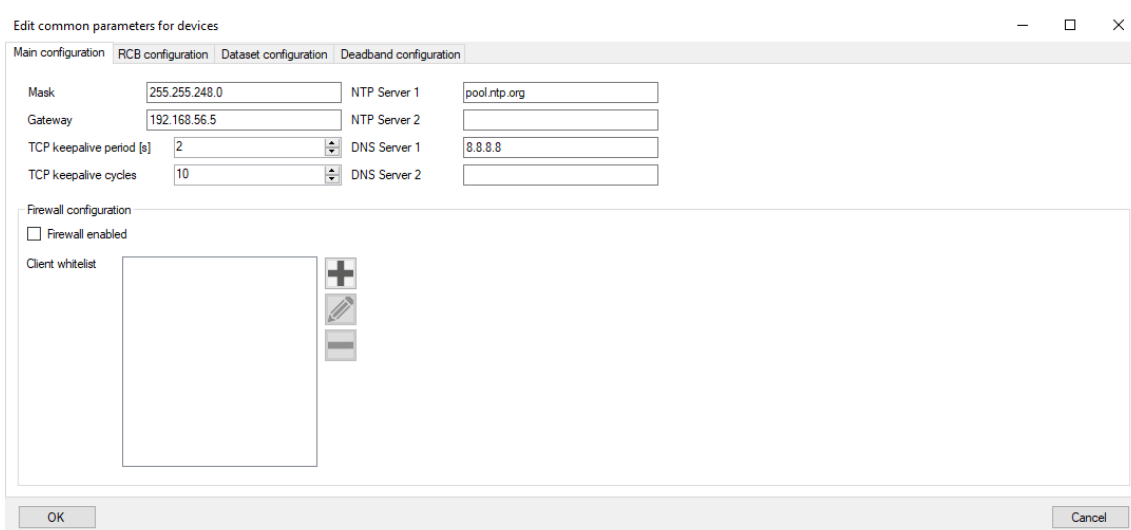 Edit common parameters for devices
Main configuration RCB configuration Dataset configuration Deadband configuration
Mask 255.255.248.0 NTP Server 1 pool.ntp.org
Gateway 192.168.56.5 NTP Server 2
TCP keepalive period [s] 2 DNS Server 1 8.8.8.8
TCP keepalive cycles 10 DNS Server 2
Firewall configuration
Firewall enabled
Client whitelist
OK Cancel